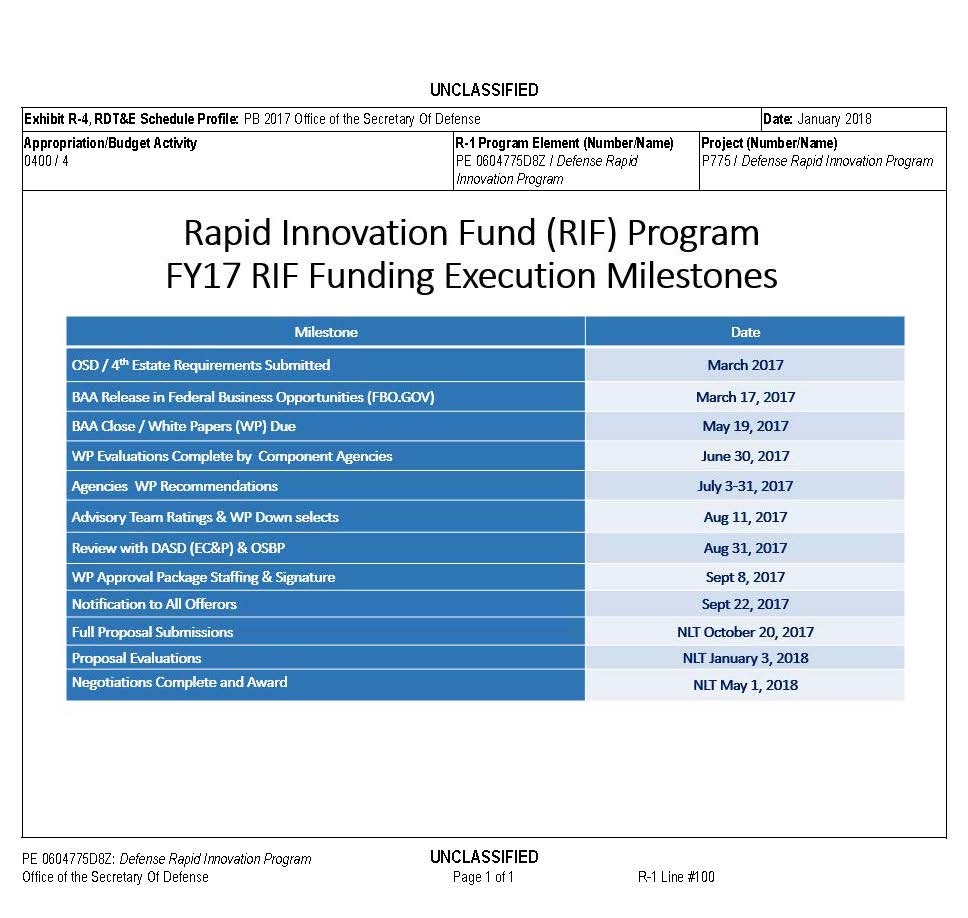 UNCLASSIFIED
Exhibit R-4, RDT&E Schedule Profile: PB 2017 Office of the Secretary Of Defense
Date: January 2018
Appropriation/Budget Activity
0400 / 4
R-1 Program Element (Number/Name)
PE 0604775D8Z / Defense Rapid
Innovation Program
Project (Number/Name)
P775 / Defense Rapid Innovation Program
Rapid Innovation Fund (RIF) Program
FY17 RIF Funding Execution Milestones
Milestone Date
OSD / 4th Estate Requirements Submitted March 2017
BAA Release in Federal Business Opportunities (FBO.GOV) March 17, 2017
BAA Close / White Papers (WP) Due May 19, 2017
WP Evaluations Complete by Component Agencies June 30, 2017
Agencies WP Recommendations July 3-31, 2017
Advisory Team Ratings & WP Down selects Aug 11, 2017
Review with DASD (EC&P) & OSBP Aug 31, 2017
WP Approval Package Staffing & Signature Sept 8, 2017
Notification to All Offerors Sept 22, 2017
Full Proposal Submissions NLT October 20, 2017
Proposal Evaluations NLT January 3, 2018
Negotiations Complete and Award NLT May 1, 2018
PE 0604775D8Z: Defense Rapid Innovation Program UNCLASSIFIED
Office of the Secretary Of Defense Page 1 of 1 R-1 Line #100